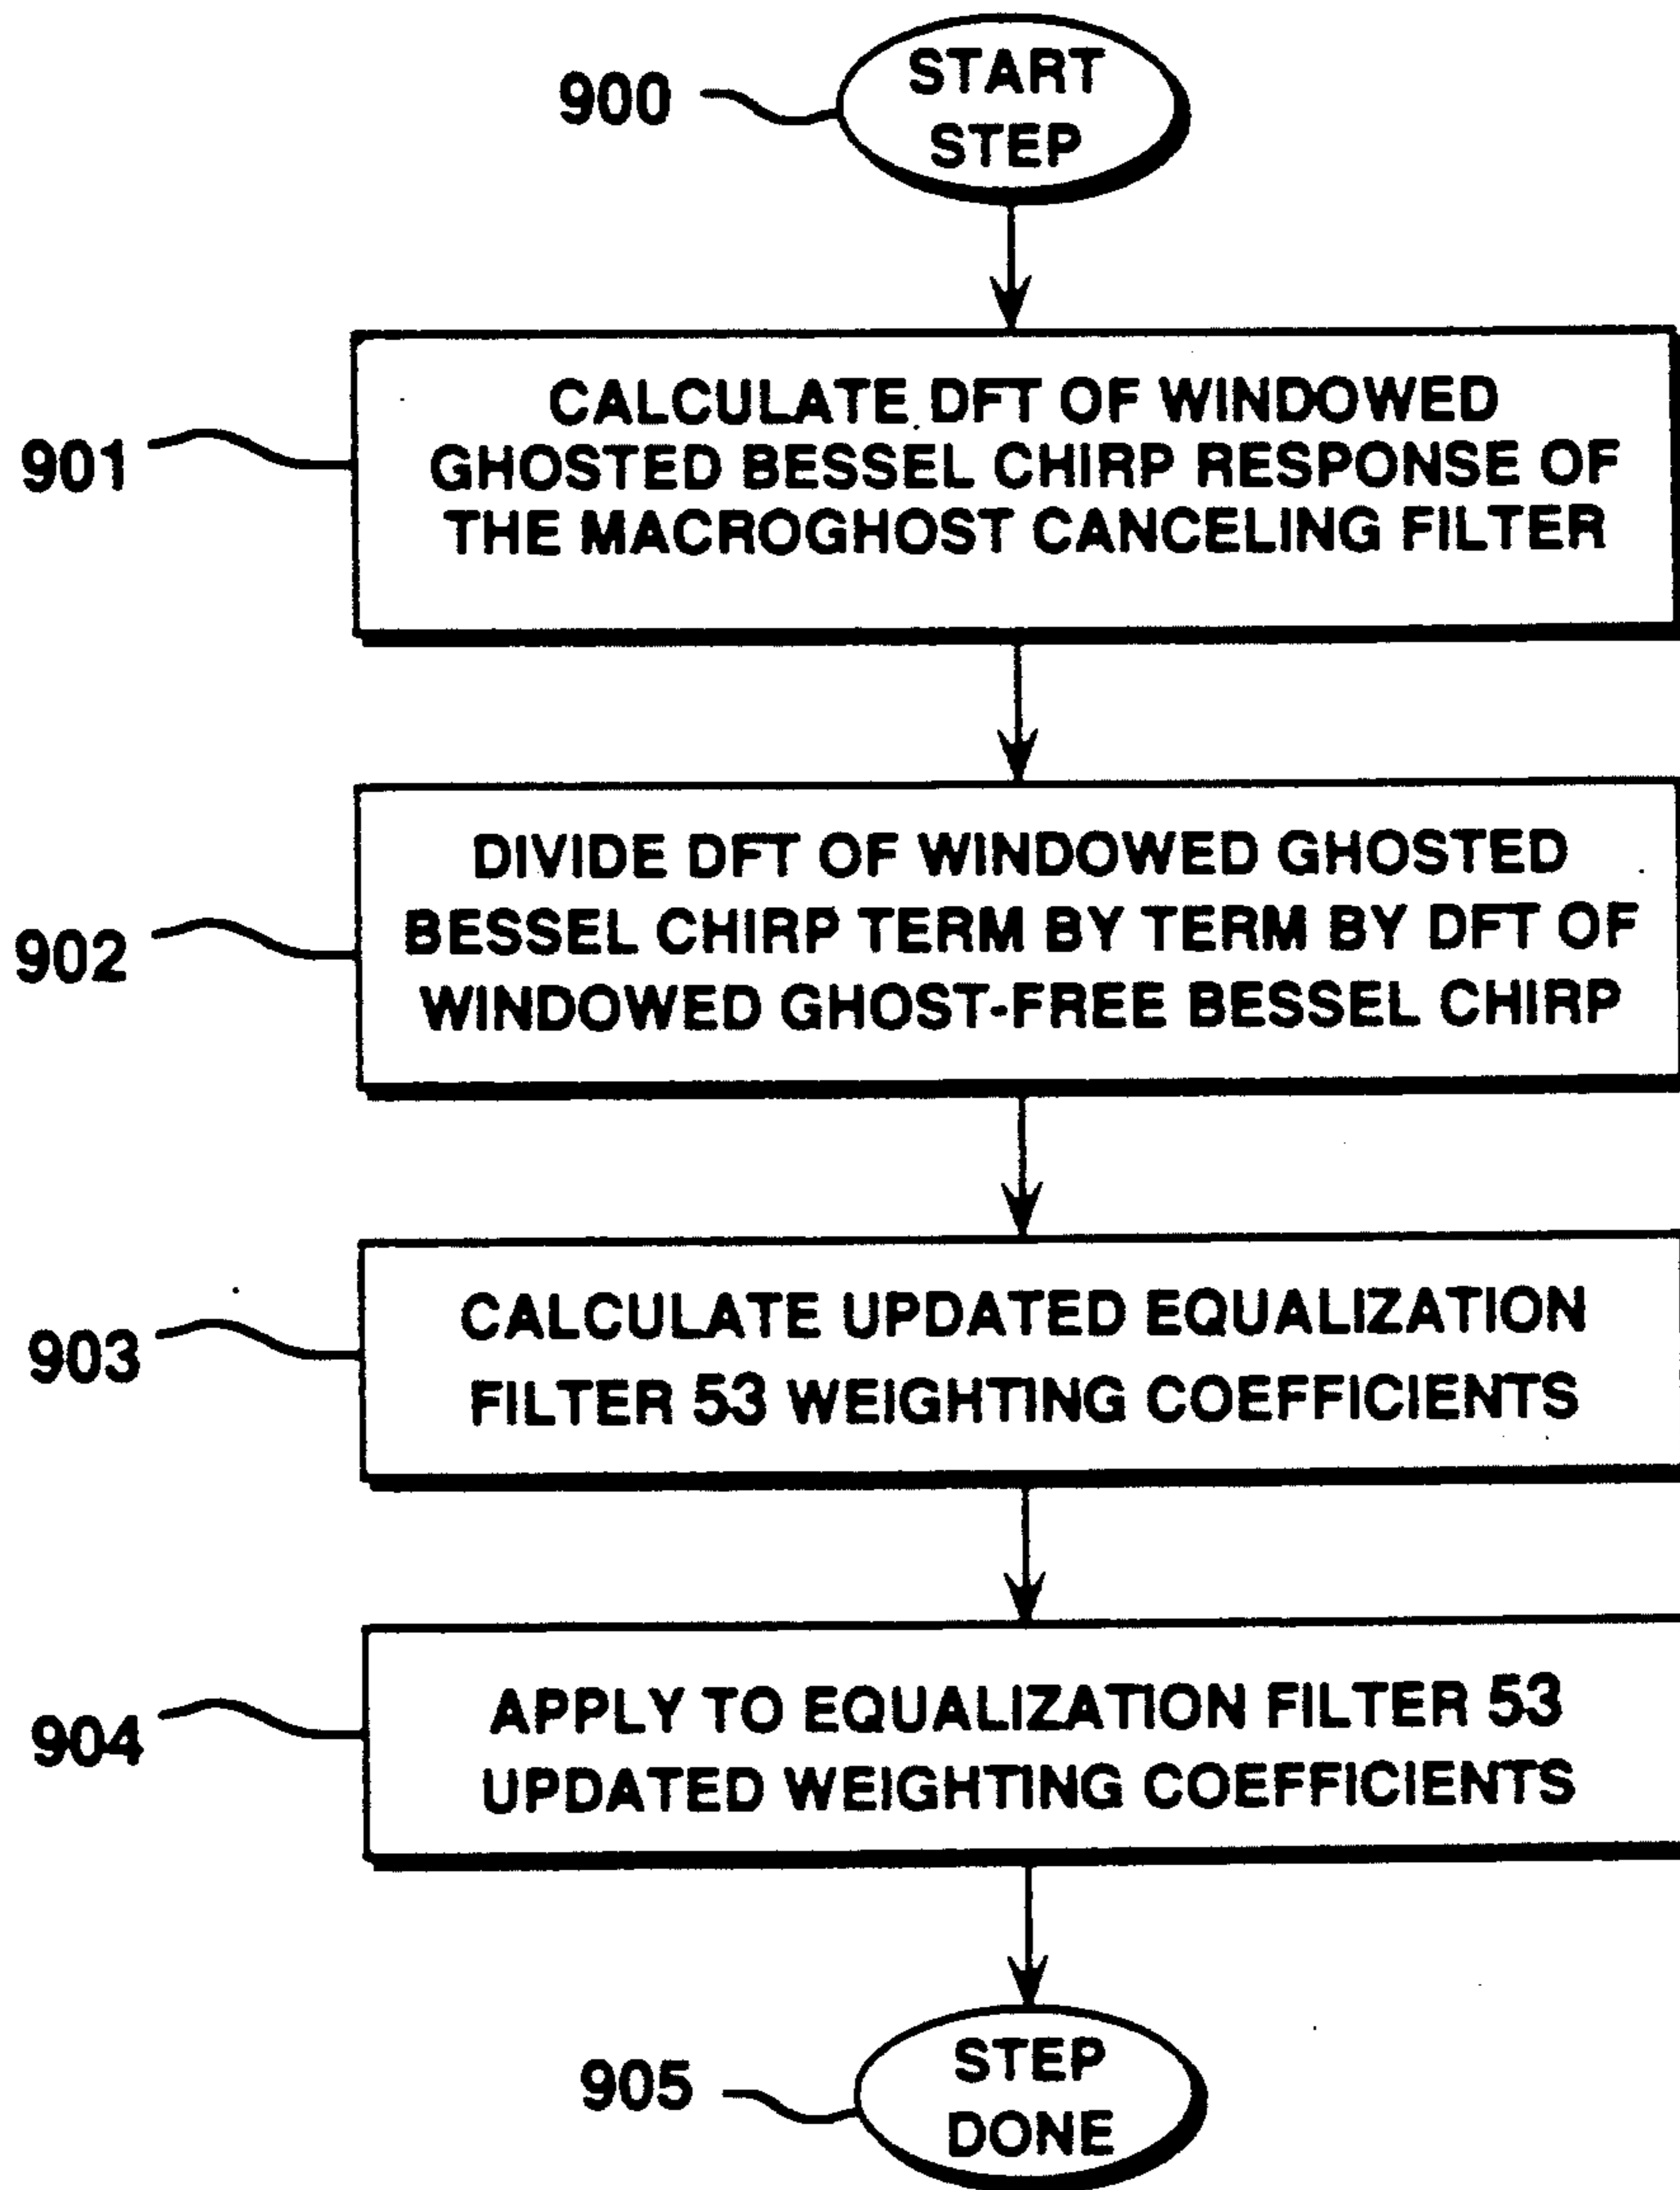 900
START
STEP
901
CALCULATE DFT OF WINDOWED
GHOSTED BESSEL CHIRP RESPONSE OF
THE MACROGHOST CANCELING FILTER
902
DIVIDE DFT OF WINDOWED GHOSTED
BESSEL CHIRP TERM BY TERM BY DFT OF
WINDOWED GHOST-FREE BESSEL CHIRP
903
CALCULATE UPDATED EQUALIZATION
FILTER 53 WEIGHTING COEFFICIENTS
904
APPLY TO EQUALIZATION FILTER 53
UPDATED WEIGHTING COEFFICIENTS
905
STEP
DONE